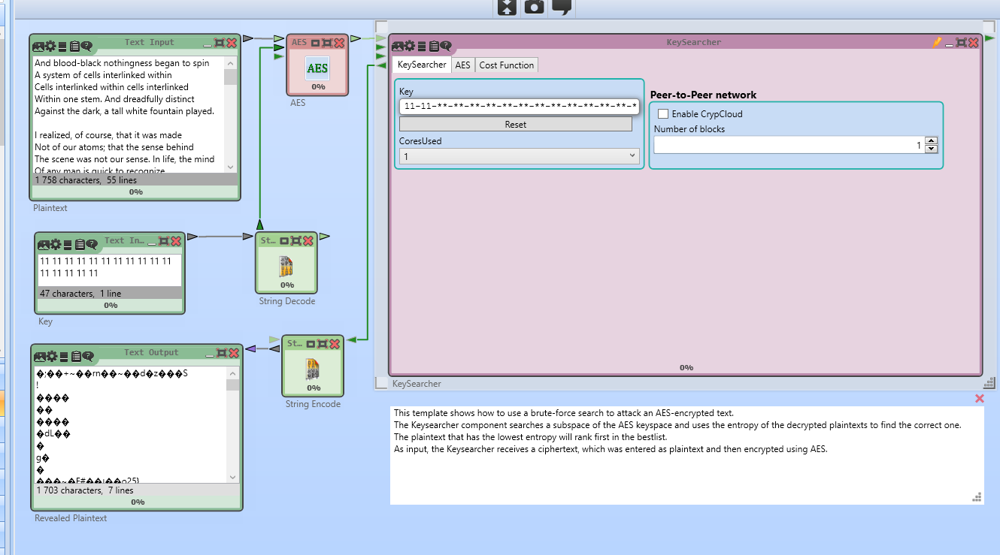 Text Input
And blood-black nothingness began to spin
A system of cells interlinked within
Cells interlinked within cells interlinked
Within one stem. And dreadfully distinct
Against the dark, a tall white fountain played.
I realized, of course, that it was made
Not of our atoms; that the sense behind
The scene was not our sense. In life, the mind
Of any man is quick to recognize
1 758 characters, 55 lines
0%
Plaintext
AES
AES
0%
AES
Text In...
11 11 11 11 11 11 11 11 11 11 11
11 11 11 11 11
47 characters, 1 line
0%
Key
St...
0%
String Decode
Text Output
�;��+~��rn��~��d�z���S
!
����
��
����
�dL��
�
g�
�
1 703 characters, 7 lines
0%
Revealed Plaintext
St...
0%
String Encode
KeySearcher
KeySearcher
AES
Cost Function
Key
11-11-**-**-**-**-**-**-**-**-**-**-**-**-*
Reset
CoresUsed
1
Peer-to-Peer network
Enable CrypCloud
Number of blocks
1
0%
KeySearcher
This template shows how to use a brute-force search to attack an AES-encrypted text.
The Keysearcher component searches a subspace of the AES keyspace and uses the entropy of the decrypted plaintexts to find the correct one.
The plaintext that has the lowest entropy will rank first in the bestlist.
As input, the Keysearcher receives a ciphertext, which was entered as plaintext and then encrypted using AES.